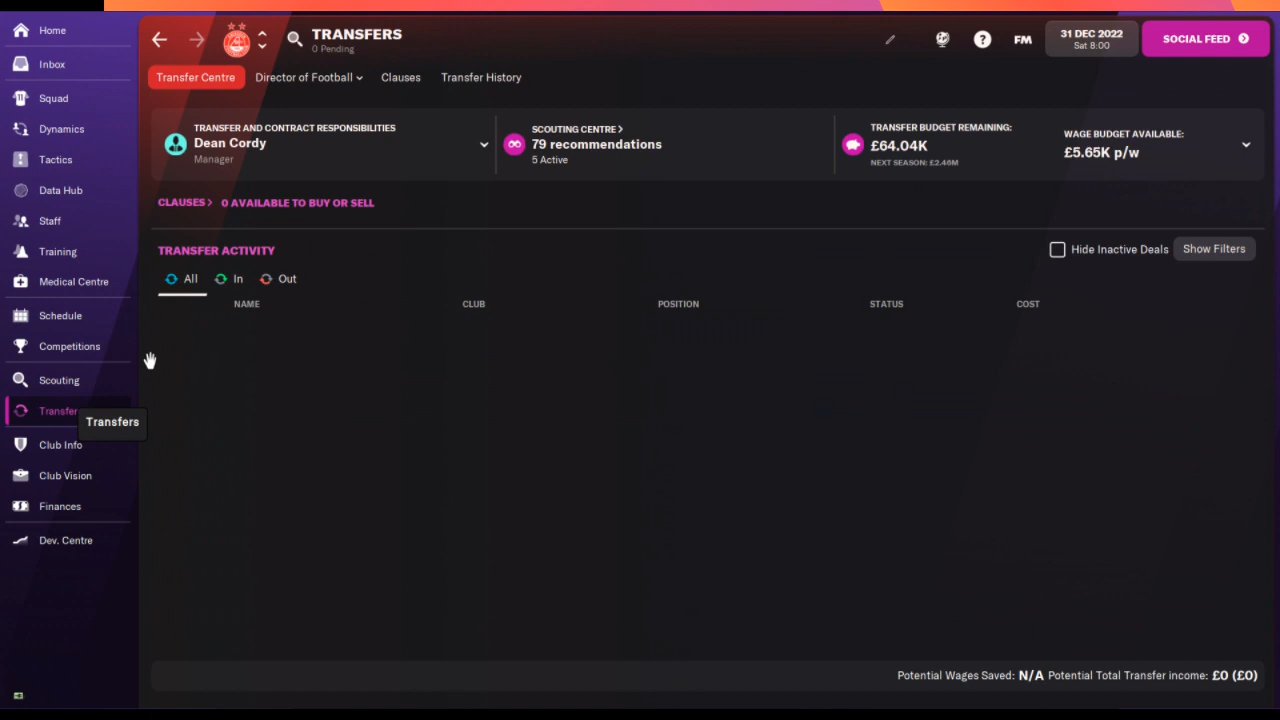 Home
Inbox
Squad
Dynamics
Tactics
Data Hub
Staff
Training
Medical Centre
Schedule
Competitions
Scouting
Transfer
Transfers
Club Info
Club Vision
Finances
Dev. Centre
TRANSFERS
0 Pending
FM
31 DEC 2022
Sat 8:00
SOCIAL FEED
Transfer Centre Director of Football Clauses Transfer History
TRANSFER AND CONTRACT RESPONSIBILITIES
Dean Cordy
Manager
SCOUTING CENTRE >
79 recommendations
5 Active
TRANSFER BUDGET REMAINING:
£64.04K
NEXT SEASON: £2.46M
WAGE BUDGET AVAILABLE:
£5.65K p/w
CLAUSES > 0 AVAILABLE TO BUY OR SELL
TRANSFER ACTIVITY
Hide Inactive Deals Show Filters
All In Out
NAME CLUB POSITION STATUS COST
Potential Wages Saved: N/A Potential Total Transfer income: £0 (£0)